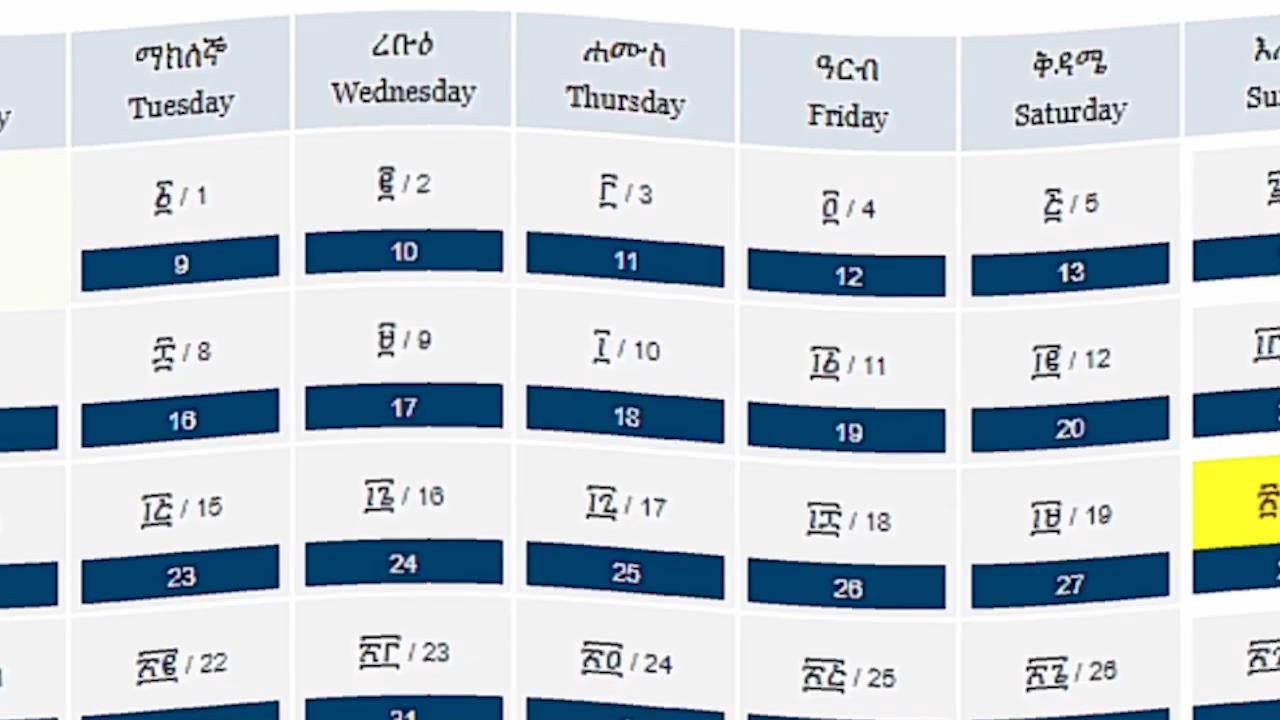 ማክሰኞ ረቡዕ ሐሙስ ዓርብ ቅዳሜ
Tuesday Wednesday Thursday Friday Saturday
፩ / 1 ፪ / 2 ፫ / 3 ፬ / 4 ፭ / 5
9 10 11 12 13
፰ / 8 ፱ / 9 ፲ / 10 ፲፩ / 11 ፲፪ / 12
16 17 18 19 20
፲፭ / 15 ፲፮ / 16 ፲፯ / 17 ፲፰ / 18 ፲፱ / 19
23 24 25 26 27
፳፪ / 22 ፳፫ / 23 ፳፬ / 24 ፳፭ / 25 ፳፮ / 26
31